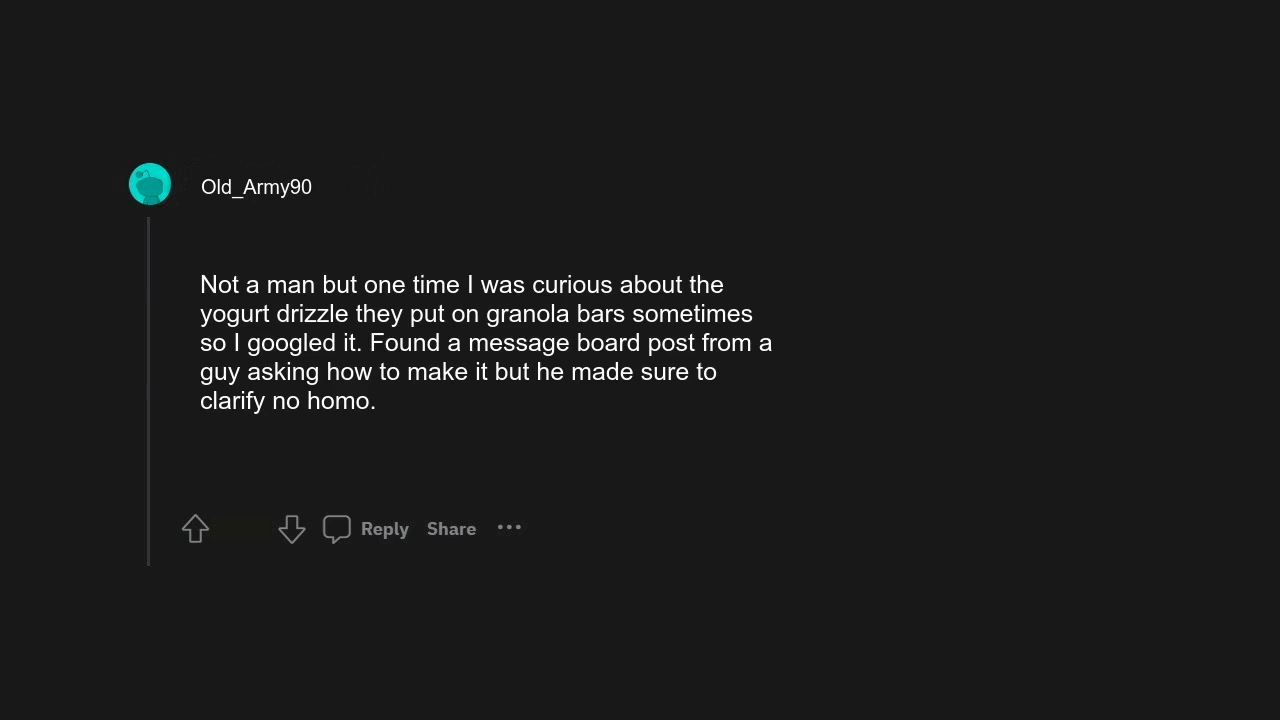 Old_Army90
Not a man but one time I was curious about the
yogurt drizzle they put on granola bars sometimes
so I googled it. Found a message board post from a
guy asking how to make it but he made sure to
clarify no homo.
Reply Share